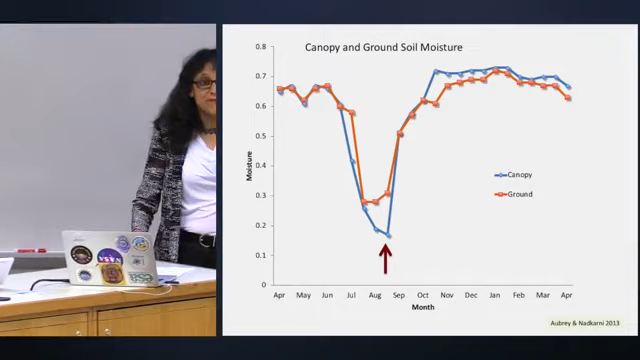 Canopy and Ground Soil Moisture
0.8
0.7
0.6
0.5
0.4
0.3
0.2
0.1
0
Moisture
Canopy
Ground
Apr May Jun Jul Aug Sep Oct Nov Dec Jan Feb Mar Apr
Month
Aubrey & Nadkarni 2013